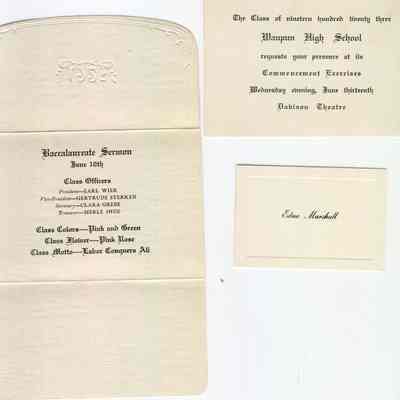 Baccalaureate Sermon
June 10th
Class Officers
President—EARL WIER
Vice-President—GERTRUDE STERKEN
Secretary—CLARA GREBE
Treasurer—MERLE IHDE
Class Colors—Pink and Green
Class Flower—Pink Rose
Class Motto—Labor Conquers All
The Class of nineteen hundred twenty three
Waupun High School
requests your presence at its
Commencement Exercises
Wednesday evening, June thirteenth
Davison Theatre
Edna Marshall